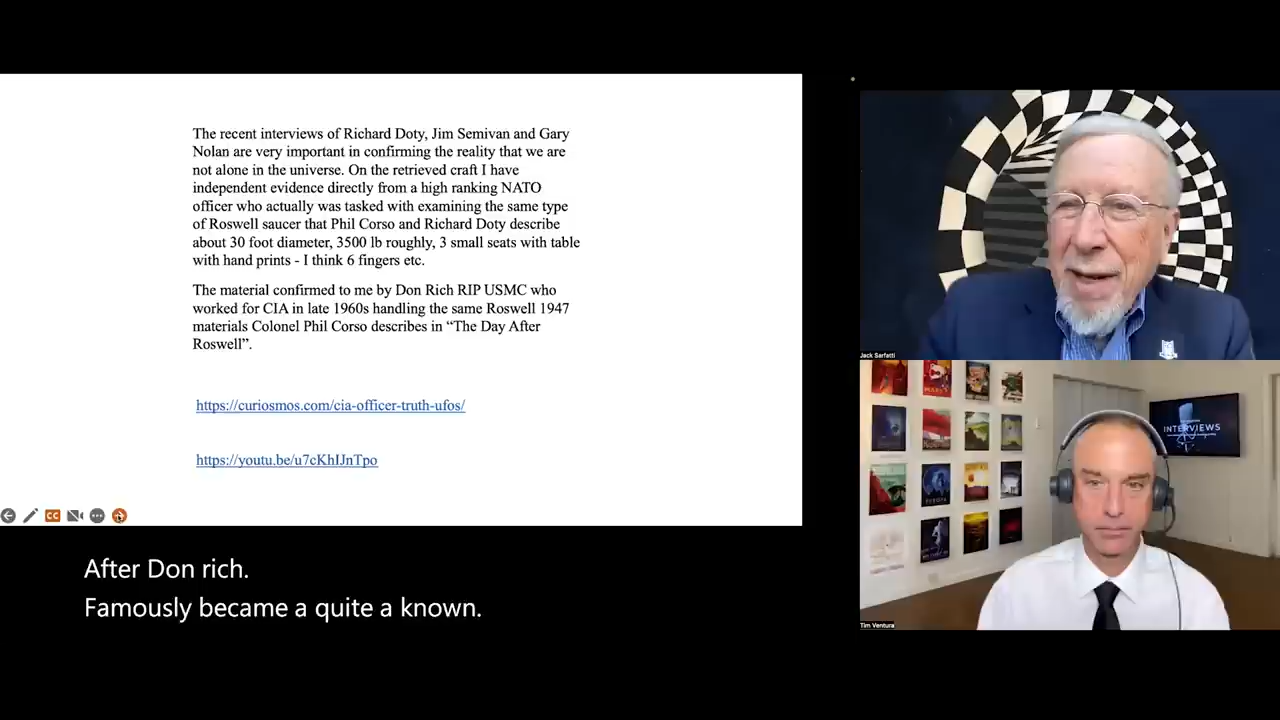 The recent interviews of Richard Doty, Jim Semivan and Gary
Nolan are very important in confirming the reality that we are
not alone in the universe. On the retrieved craft I have
independent evidence directly from a high ranking NATO
officer who actually was tasked with examining the same type
of Roswell saucer that Phil Corso and Richard Doty describe
about 30 foot diameter, 3500 lb roughly, 3 small seats with table
with hand prints - I think 6 fingers etc.
The material confirmed to me by Don Rich RIP USMC who
worked for CIA in late 1960s handling the same Roswell 1947
materials Colonel Phil Corso describes in “The Day After
Roswell”.
https://curiosmos.com/cia-officer-truth-ufos/
https://youtu.be/u7cKhIJnTpo
CC
After Don rich.
Famously became a quite a known.
Jack Sarfatti
INTERVIEWS
EUROPA
Tim Ventura